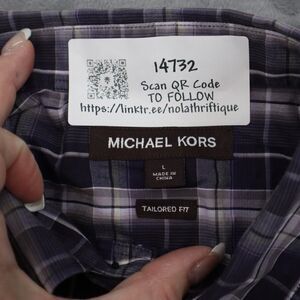 14732
Scan QR Code
TO FOLLOW
https://linktr.ee/nolathriftique
MICHAEL KORS
L
MADE IN
CHINA
TAILORED FIT